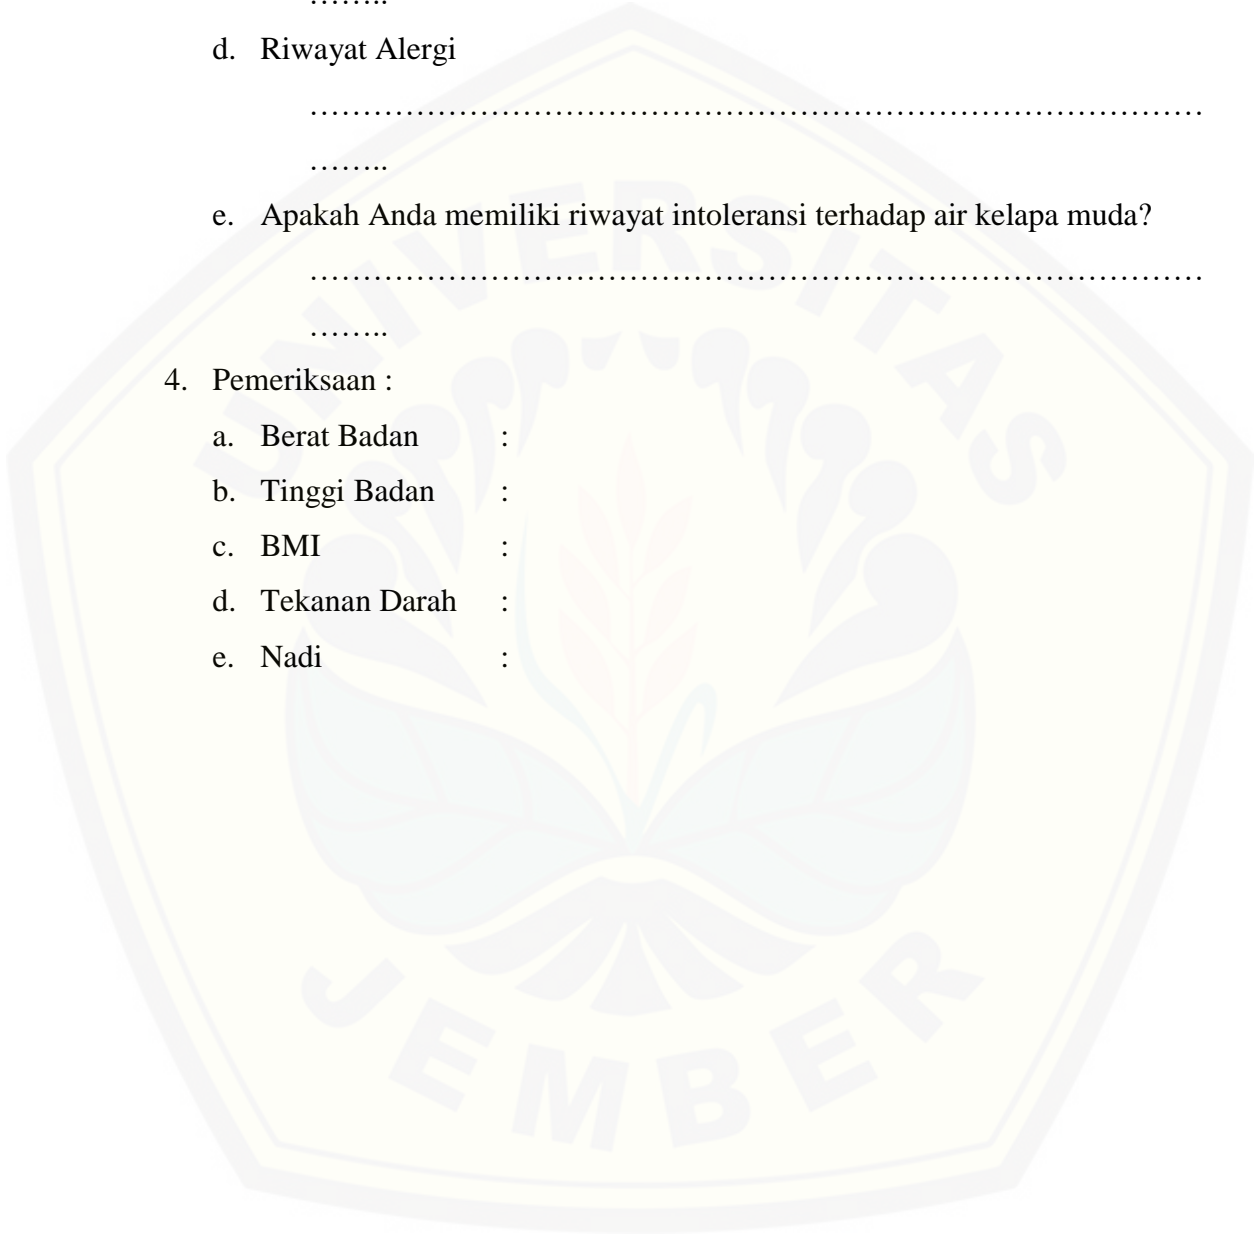 ……..
d. Riwayat Alergi
…………………………………………………………………………
……..
e. Apakah Anda memiliki riwayat intoleransi terhadap air kelapa muda?
…………………………………………………………………………
……..
4. Pemeriksaan :
a. Berat Badan :
b. Tinggi Badan :
c. BMI :
d. Tekanan Darah :
e. Nadi :
UNIVERSITAS
JEMBER